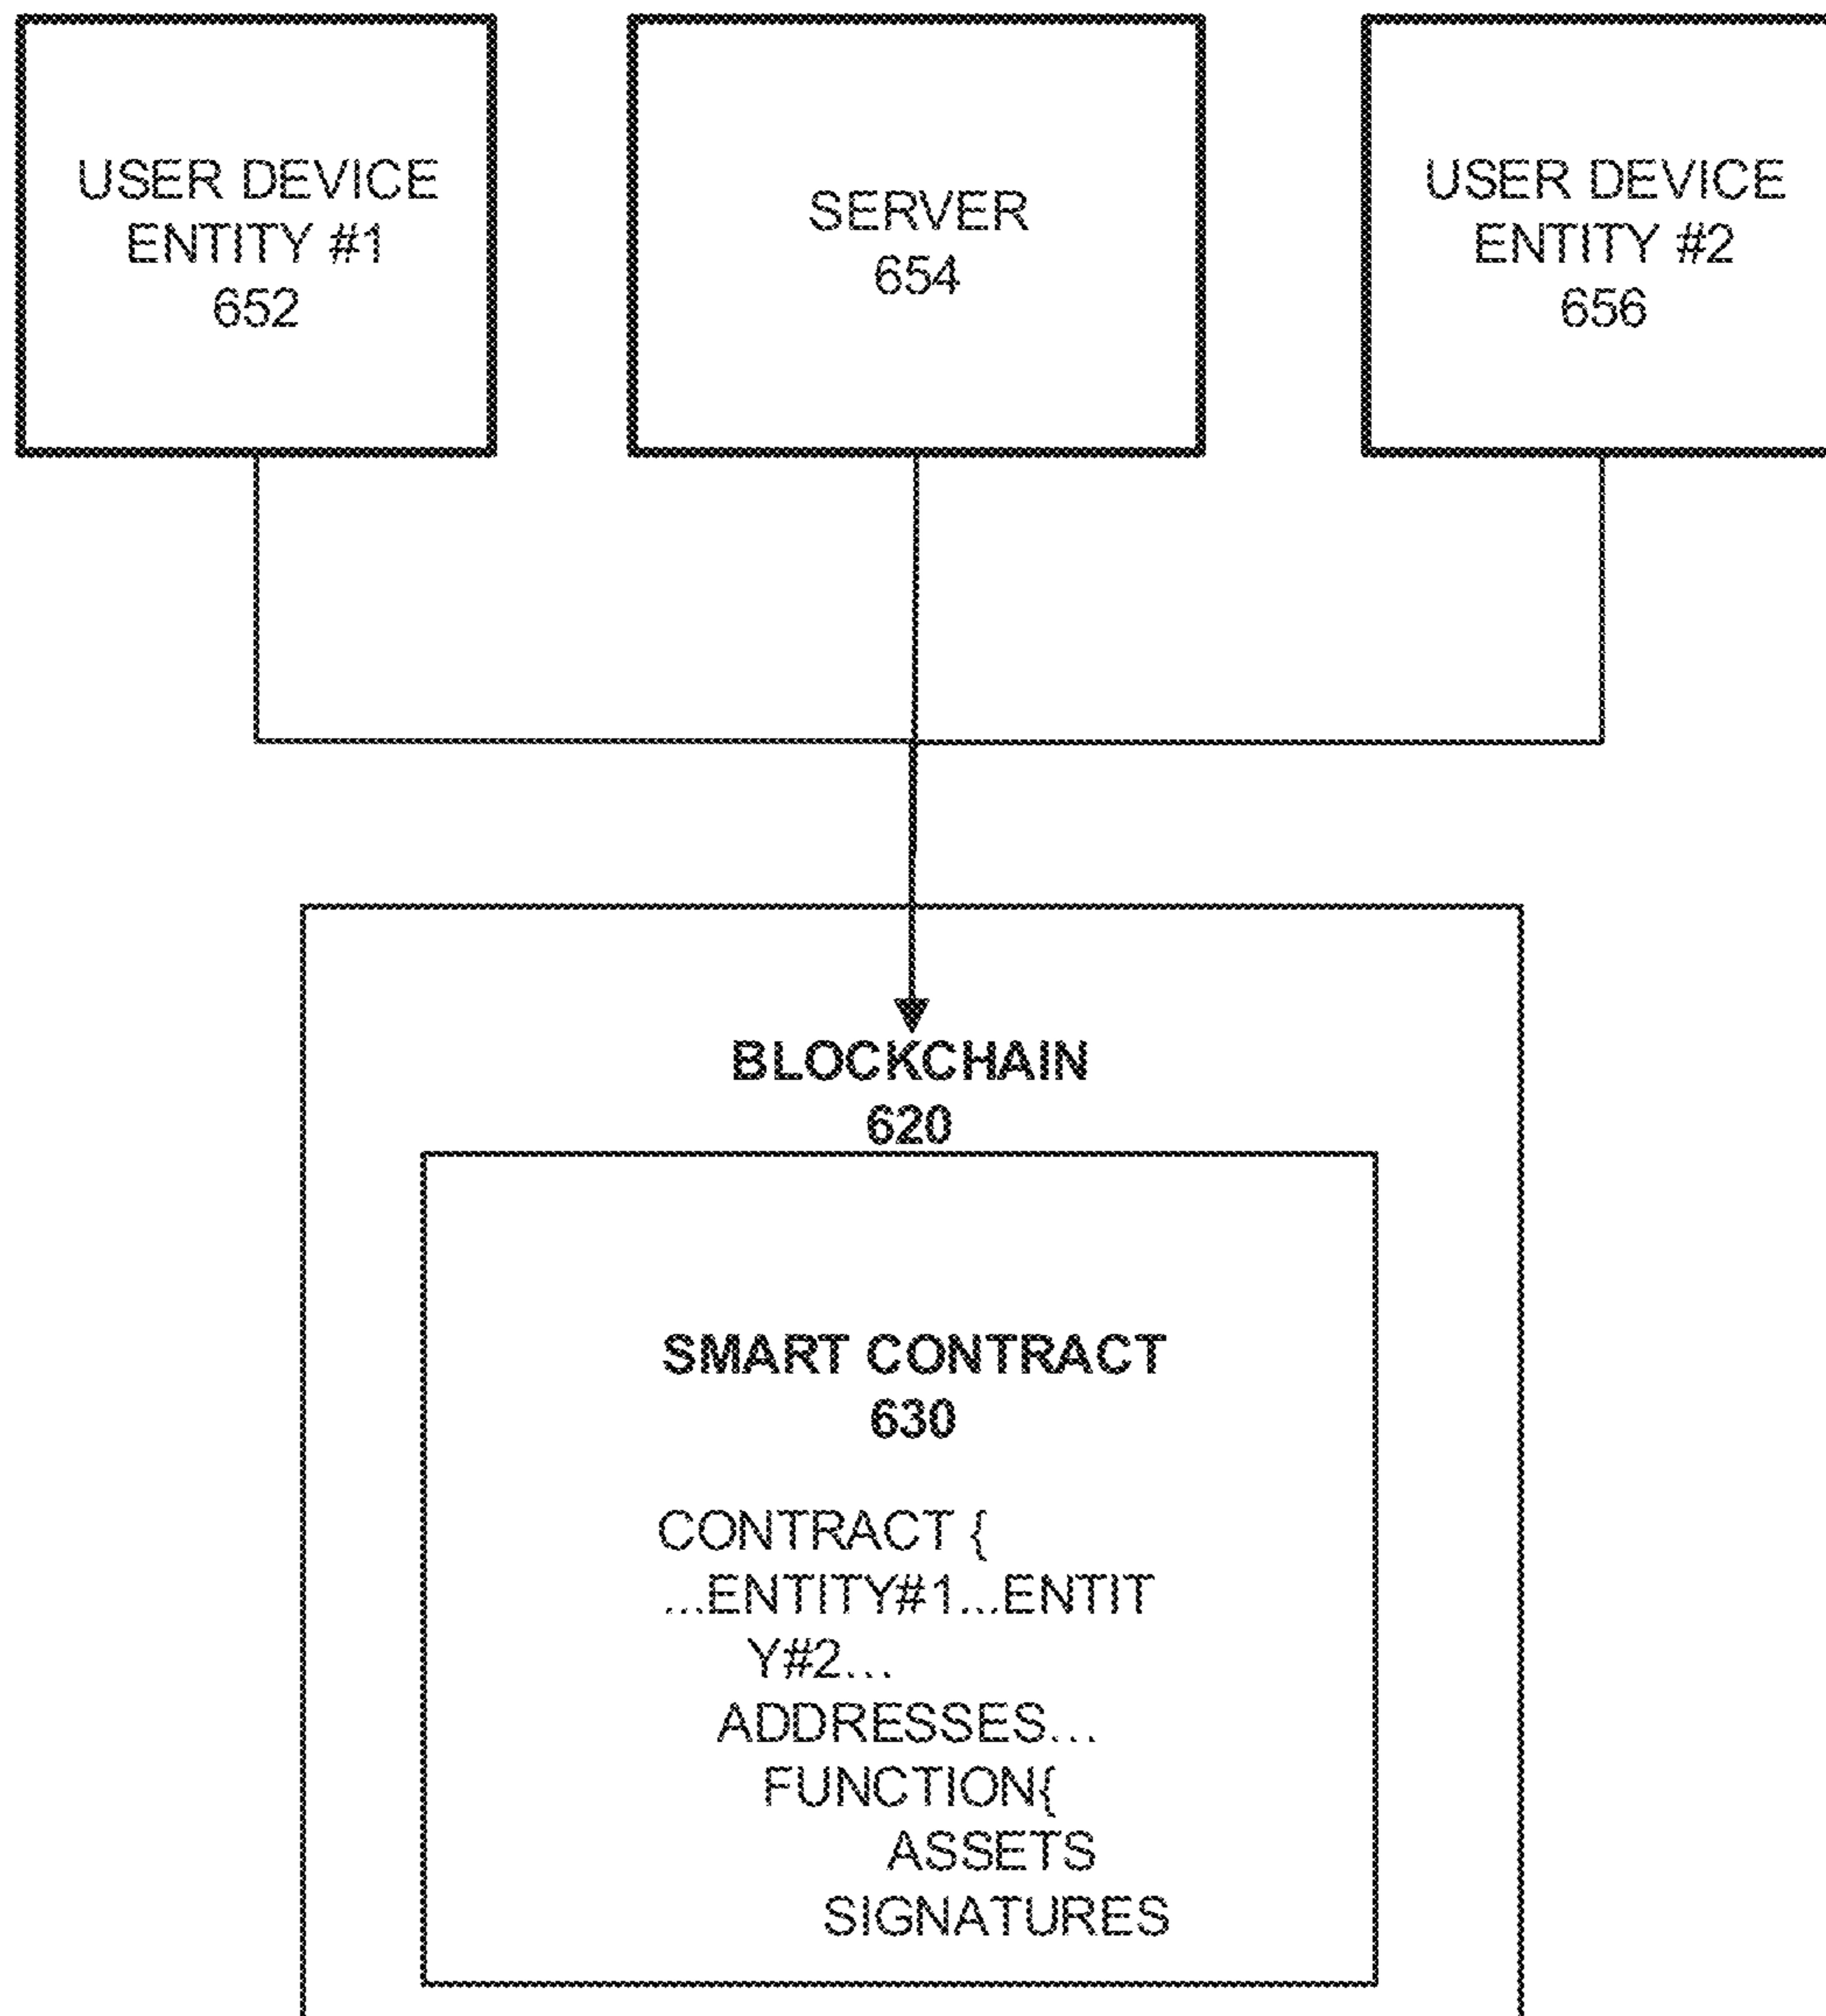 USER DEVICE
ENTITY #1
652
SERVER
654
USER DEVICE
ENTITY #2
656
BLOCKCHAIN
620
SMART CONTRACT
630
CONTRACT {
...ENTITY#1...ENTIT
Y#2...
ADDRESSES...
FUNCTION{
ASSETS
SIGNATURES